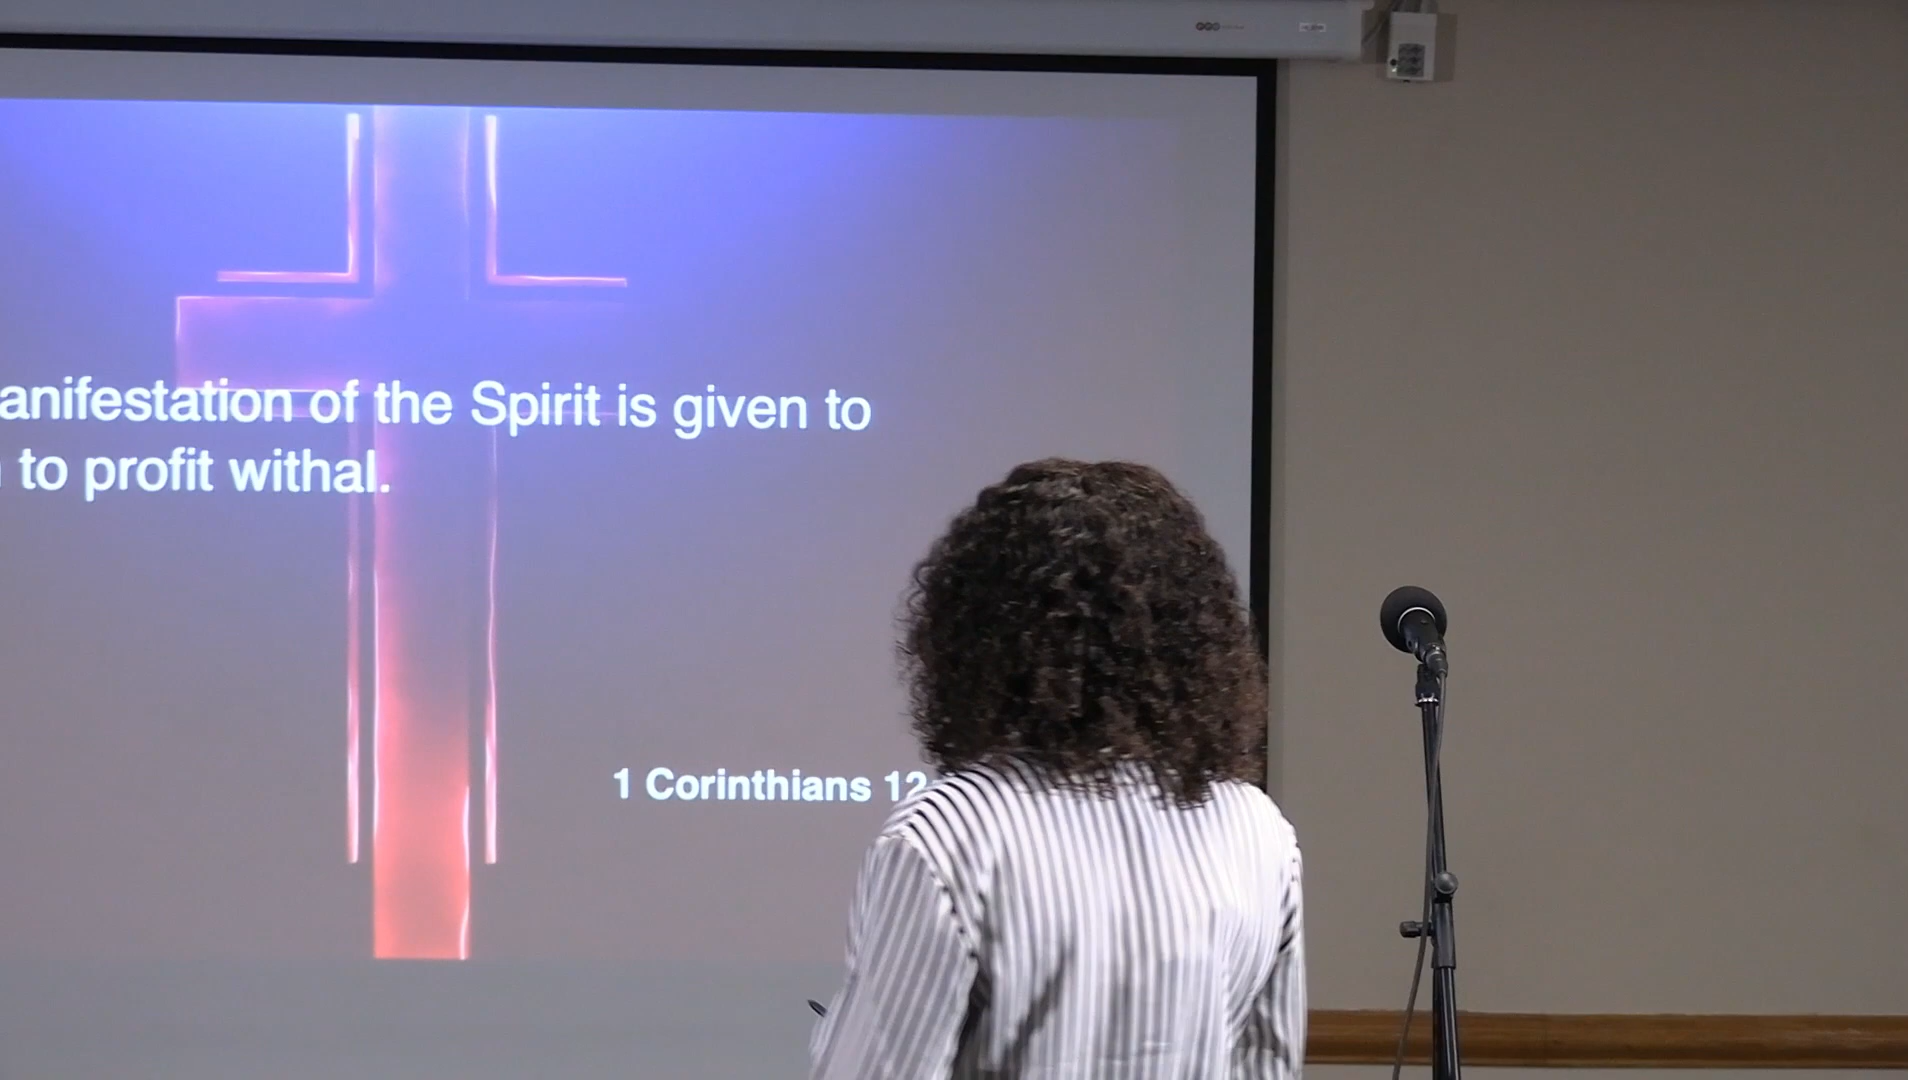 anifestation of the Spirit is given to
to profit withal.
1 Corinthians 12